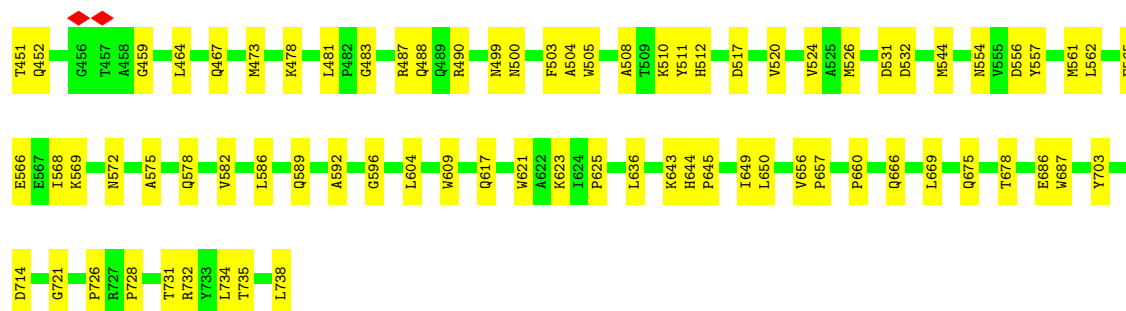 T451 Q452 G456 T457 A458 G459 L464 Q467 M473 K478 L481 P482 G483 R487 Q488 Q489 R490 N499 N500 F503 A504 W505 A508 T509 K510 Y511 H512 D517 V520 V524 A525 M526 D531 D532 M544 N554 V555 D556 Y557 M561 L562
E566 E567 I568 K569 N572 A575 Q578 V582 L586 Q589 A592 G596 L604 W609 Q617 W621 A622 K623 I624 P625 L636 K643 H644 P645 I649 L650 V656 P657 P660 Q666 L669 Q675 T678 E686 W687 Y703
D714 G721 P726 R727 P728 T731 R732 Y733 L734 T735 L738